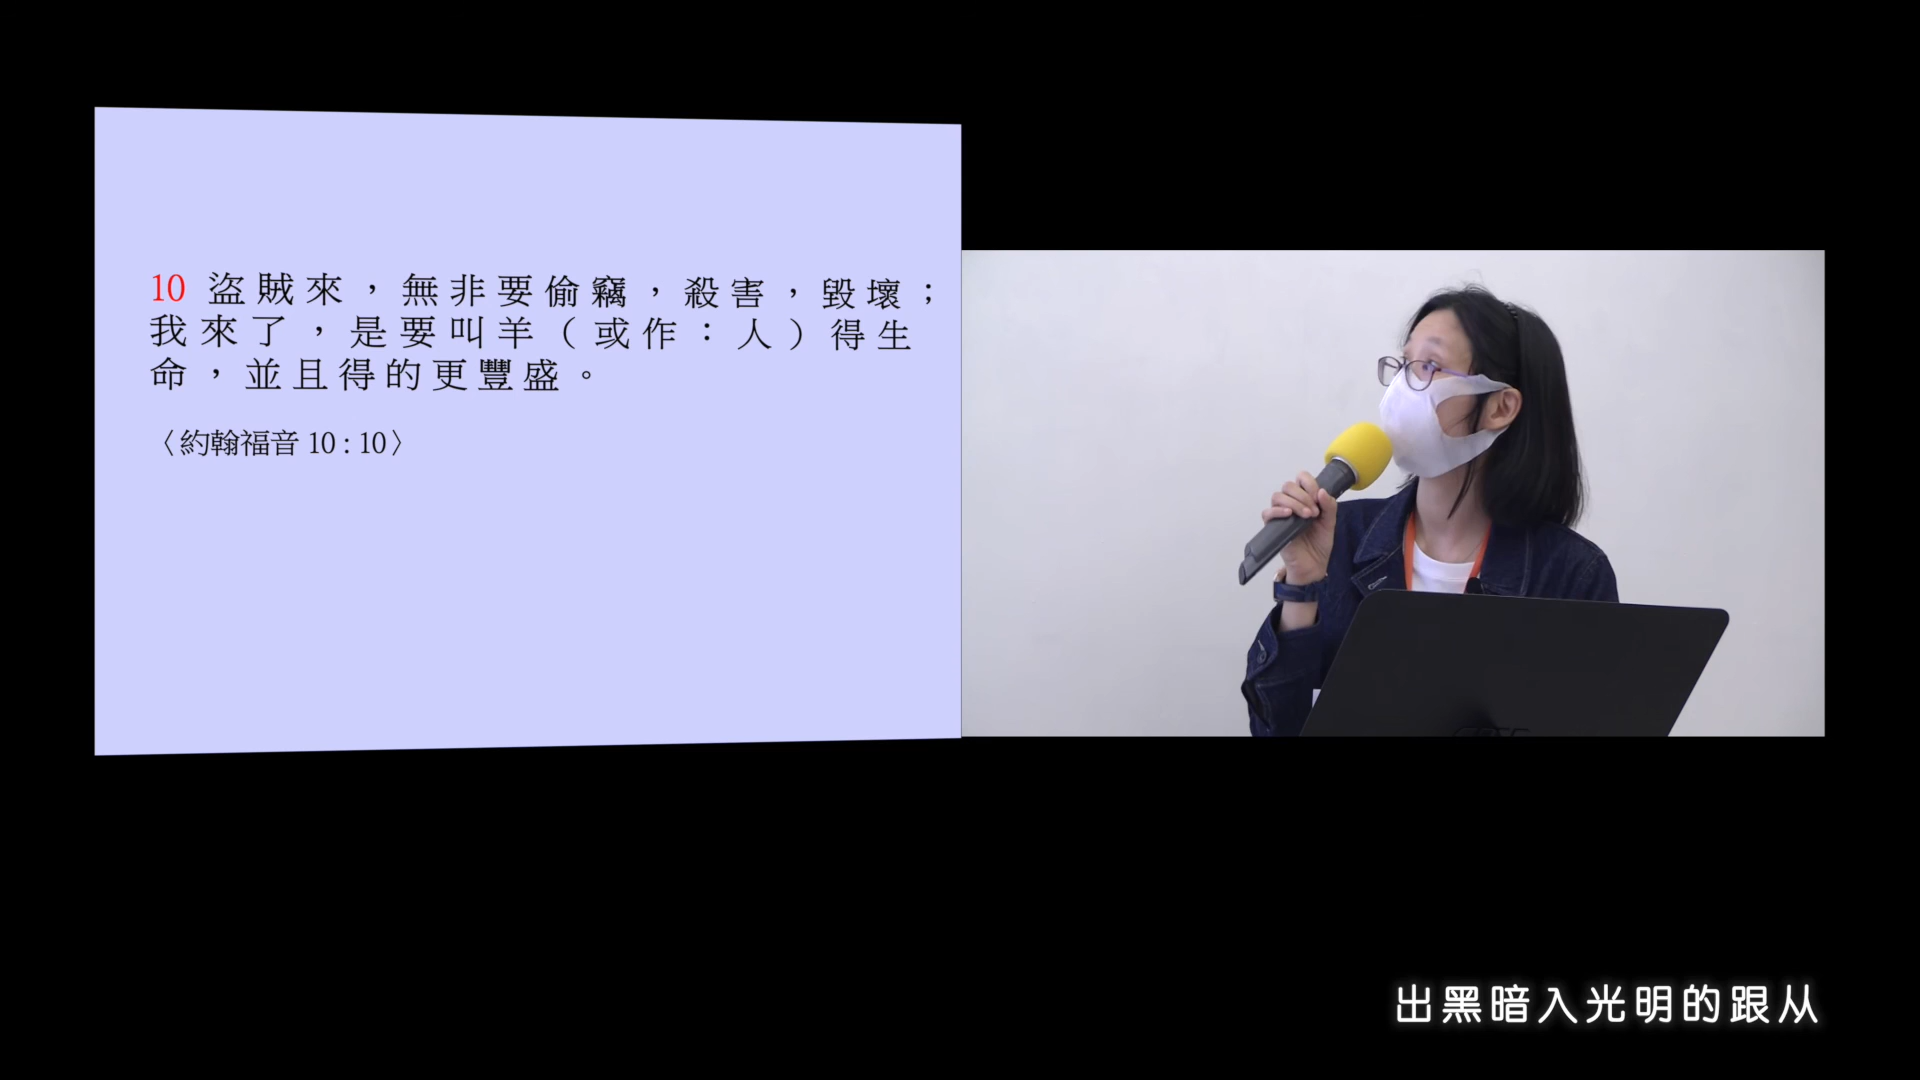 10 盜賊來，無非要偷竊，殺害，毀壞；
我來了，是要叫羊（或作：人）得生
命，並且得的更豐盛。
〈約翰福音 10 : 10〉
出黑暗入光明的跟从